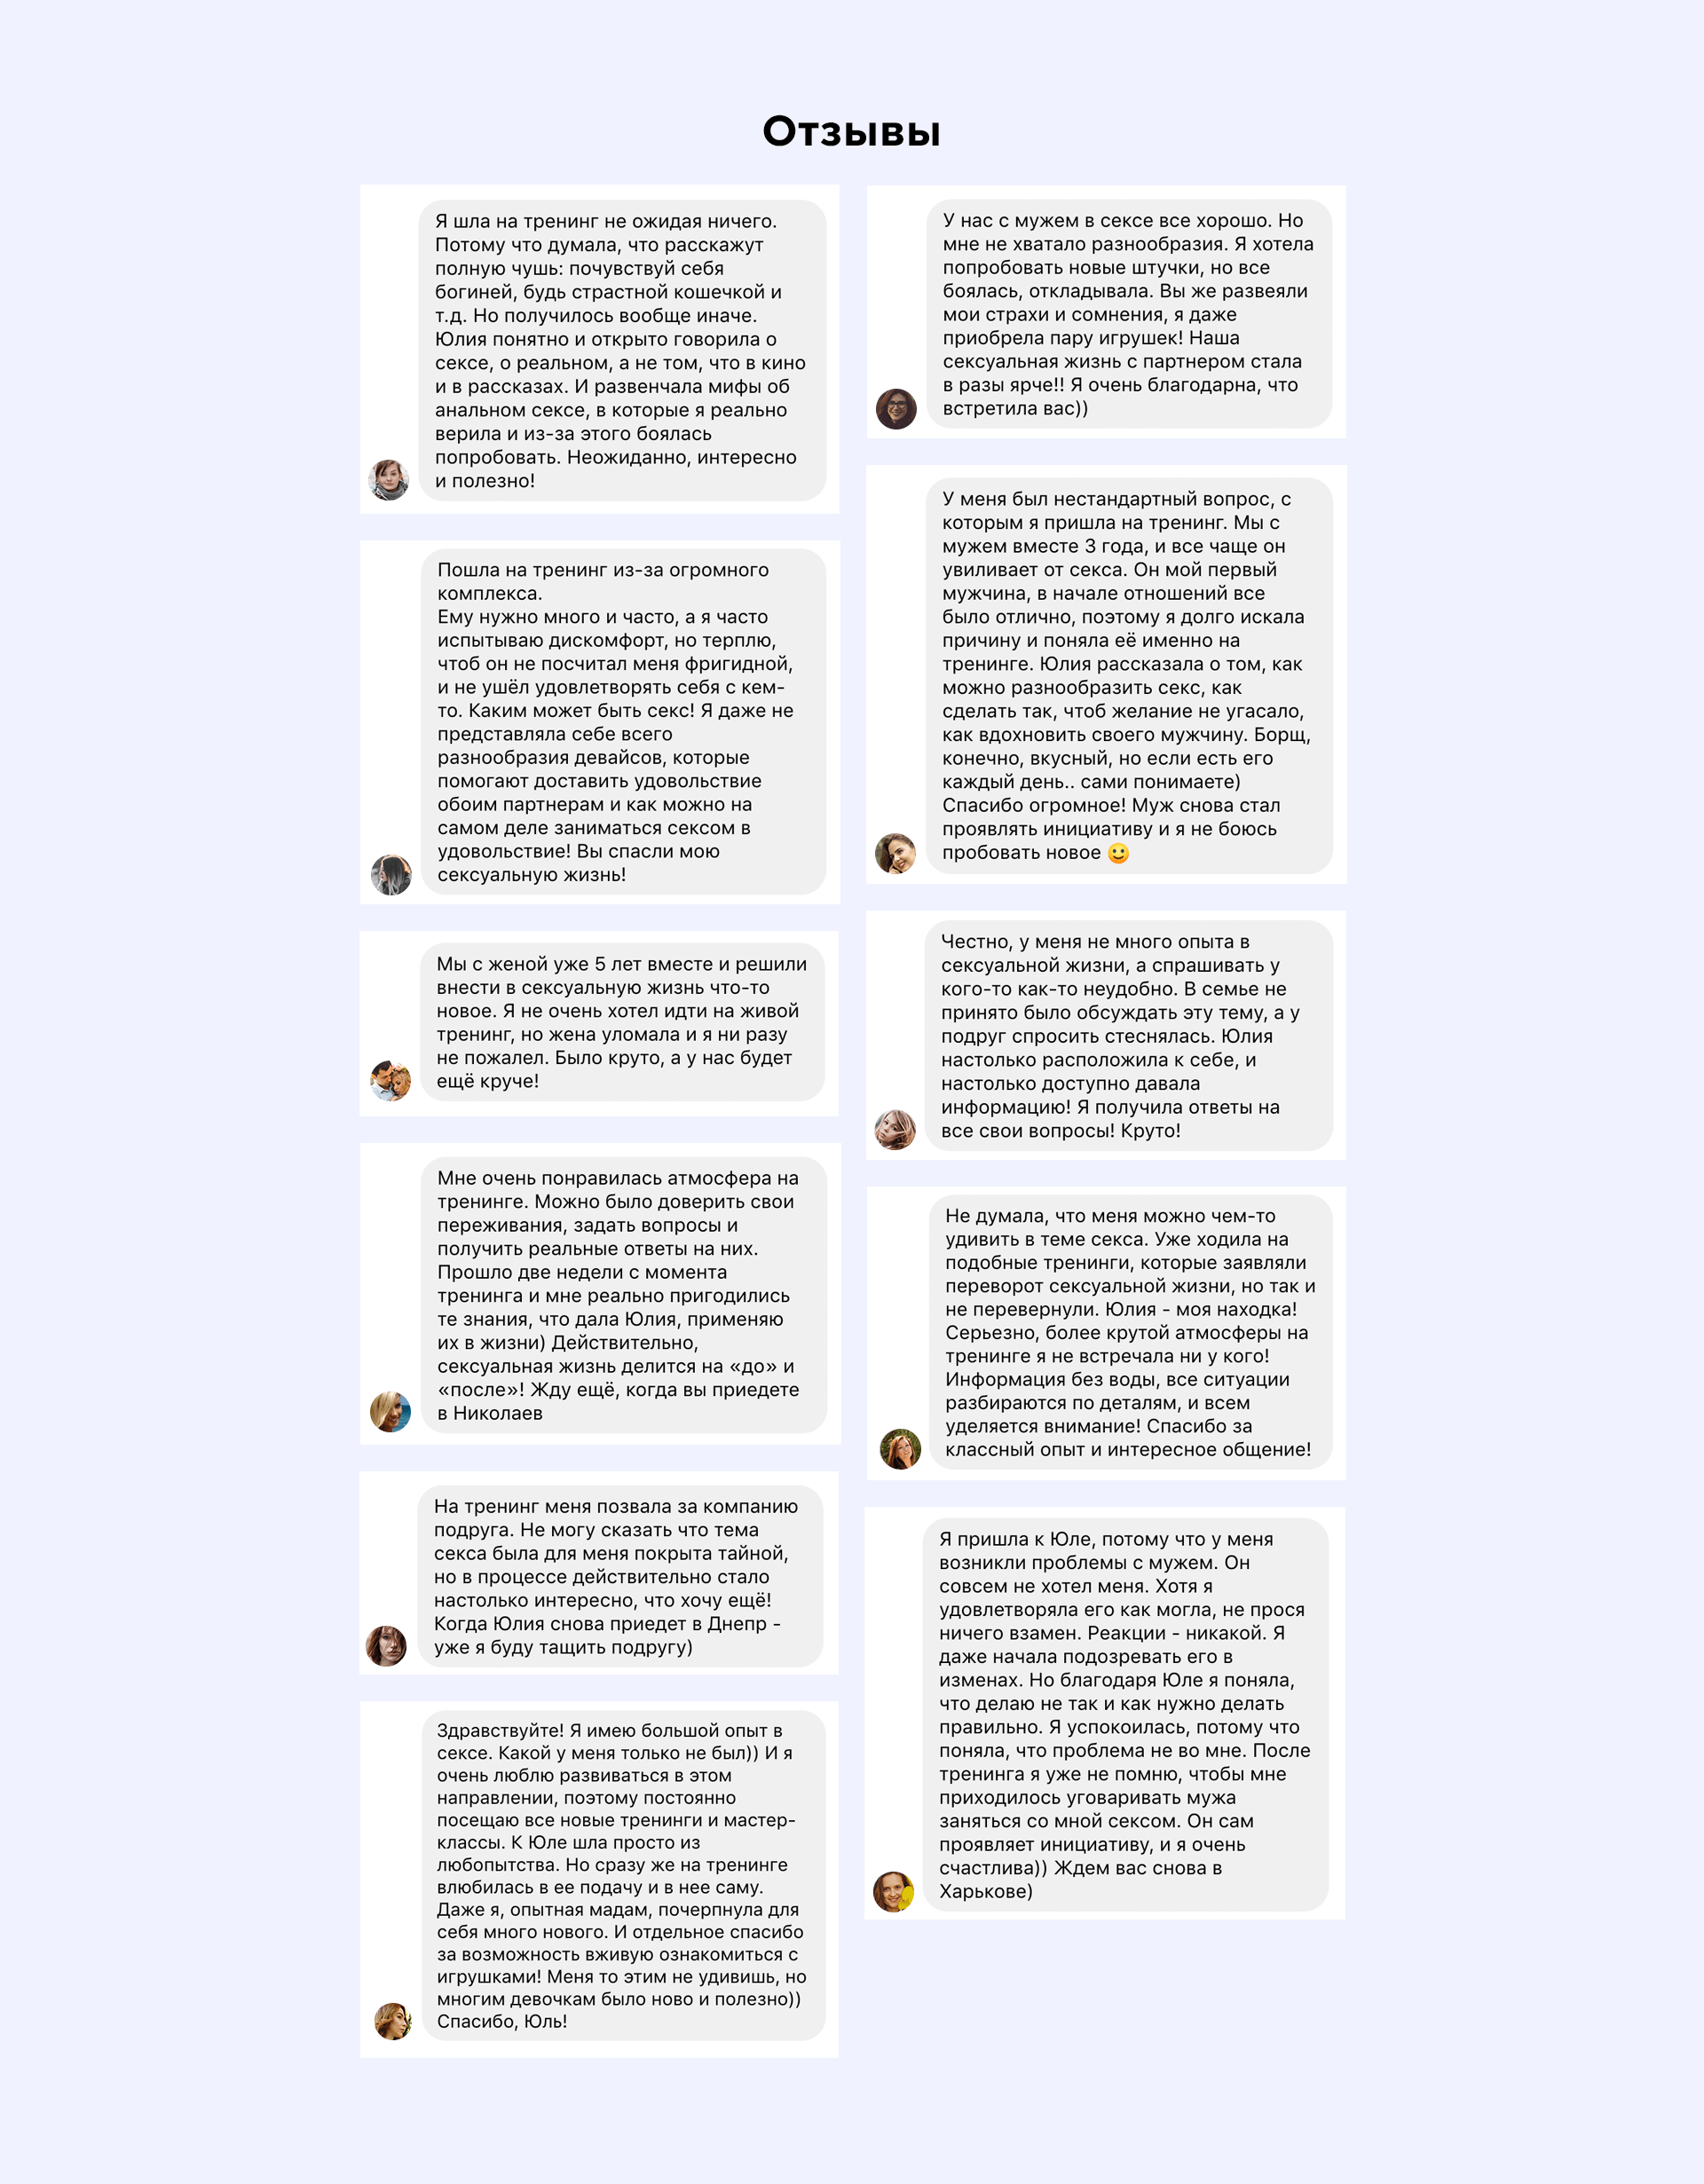 Отзывы
Я шла на тренинг не ожидая ничего.
Потому что думала, что расскажут
полную чушь: почувствуй себя
богиней, будь страстной кошечкой и
т.д. Но получилось вообще иначе.
Юлия понятно и открыто говорила о
сексе, о реальном, а не том, что в кино
и в рассказах. И развенчала мифы об
анальном сексе, в которые я реально
верила и из-за этого боялась
попробовать. Неожиданно, интересно
и полезно!
Пошла на тренинг из-за огромного
комплекса.
Ему нужно много и часто, а я часто
испытываю дискомфорт, но терплю,
чтоб он не посчитал меня фригидной,
и не ушёл удовлетворять себя с кем-
то. Каким может быть секс! Я даже не
представляла себе всего
разнообразия девайсов, которые
помогают доставить удовольствие
обоим партнерам и как можно на
самом деле заниматься сексом в
удовольствие! Вы спасли мою
сексуальную жизнь!
Мы с женой уже 5 лет вместе и решили
внести в сексуальную жизнь что-то
новое. Я не очень хотел идти на живой
тренинг, но жена уломала и я ни разу
не пожалел. Было круто, а у нас будет
ещё круче!
Мне очень понравилась атмосфера на
тренинге. Можно было доверить свои
переживания, задать вопросы и
получить реальные ответы на них.
Прошло две недели с момента
тренинга и мне реально пригодились
те знания, что дала Юлия, применяю
их в жизни) Действительно,
сексуальная жизнь делится на «до» и
«после»! Жду ещё, когда вы приедете
в Николаев
На тренинг меня позвала за компанию
подруга. Не могу сказать что тема
секса была для меня покрыта тайной,
но в процессе действительно стало
настолько интересно, что хочу ещё!
Когда Юлия снова приедет в Днепр -
уже я буду тащить подругу)
Здравствуйте! Я имею большой опыт в
сексе. Какой у меня только не был)) И я
очень люблю развиваться в этом
направлении, поэтому постоянно
посещаю все новые тренинги и мастер-
классы. К Юле шла просто из
любопытства. Но сразу же на тренинге
влюбилась в ее подачу и в нее саму.
Даже я, опытная мадам, почерпнула для
себя много нового. И отдельное спасибо
за возможность вживую ознакомиться с
игрушками! Меня то этим не удивишь, но
многим девочкам было ново и полезно))
Спасибо, Юль!
У нас с мужем в сексе все хорошо. Но
мне не хватало разнообразия. Я хотела
попробовать новые штучки, но все
боялась, откладывала. Вы же развеяли
мои страхи и сомнения, я даже
приобрела пару игрушек! Наша
сексуальная жизнь с партнером стала
в разы ярче!! Я очень благодарна, что
встретила вас))
У меня был нестандартный вопрос, с
которым я пришла на тренинг. Мы с
мужем вместе 3 года, и все чаще он
увиливает от секса. Он мой первый
мужчина, в начале отношений все
было отлично, поэтому я долго искала
причину и поняла её именно на
тренинге. Юлия рассказала о том, как
можно разнообразить секс, как
сделать так, чтоб желание не угасало,
как вдохновить своего мужчину. Борщ,
конечно, вкусный, но если есть его
каждый день.. сами понимаете)
Спасибо огромное! Муж снова стал
проявлять инициативу и я не боюсь
пробовать новое 🙂
Честно, у меня не много опыта в
сексуальной жизни, а спрашивать у
кого-то как-то неудобно. В семье не
принято было обсуждать эту тему, а у
подруг спросить стеснялась. Юлия
настолько расположила к себе, и
настолько доступно давала
информацию! Я получила ответы на
все свои вопросы! Круто!
Не думала, что меня можно чем-то
удивить в теме секса. Уже ходила на
подобные тренинги, которые заявляли
переворот сексуальной жизни, но так и
не перевернули. Юлия - моя находка!
Серьезно, более крутой атмосферы на
тренинге я не встречала ни у кого!
Информация без воды, все ситуации
разбираются по деталям, и всем
уделяется внимание! Спасибо за
классный опыт и интересное общение!
Я пришла к Юле, потому что у меня
возникли проблемы с мужем. Он
совсем не хотел меня. Хотя я
удовлетворяла его как могла, не прося
ничего взамен. Реакции - никакой. Я
даже начала подозревать его в
изменах. Но благодаря Юле я поняла,
что делаю не так и как нужно делать
правильно. Я успокоилась, потому что
поняла, что проблема не во мне. После
тренинга я уже не помню, чтобы мне
приходилось уговаривать мужа
заняться со мной сексом. Он сам
проявляет инициативу, и я очень
счастлива)) Ждем вас снова в
Харькове)